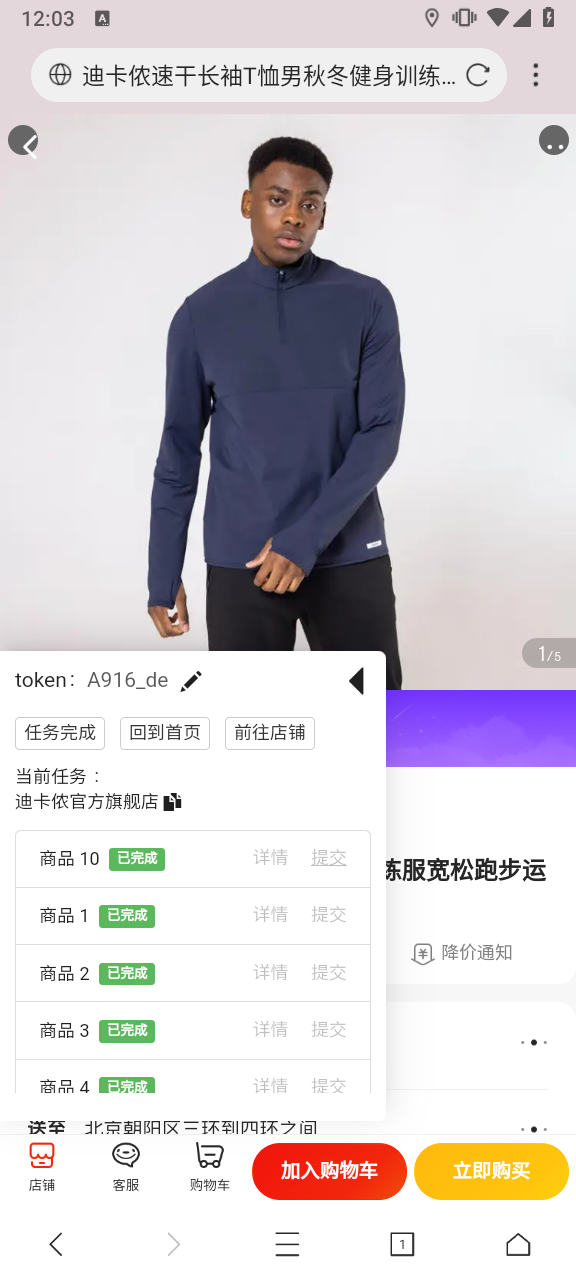 12:03
A
迪卡侬速干长袖T恤男秋冬健身训练...
1/5
token: A916_de
任务完成 回到首页 前往店铺
当前任务：
迪卡侬官方旗舰店
商品 10 已完成 详情 提交
商品 1 已完成 详情 提交
商品 2 已完成 详情 提交
商品 3 已完成 详情 提交
商品 4 已完成 详情 提交
练服宽松跑步运
降价通知
送至 北京朝阳区三环到四环之间
店铺 客服 购物车 加入购物车 立即购买
1